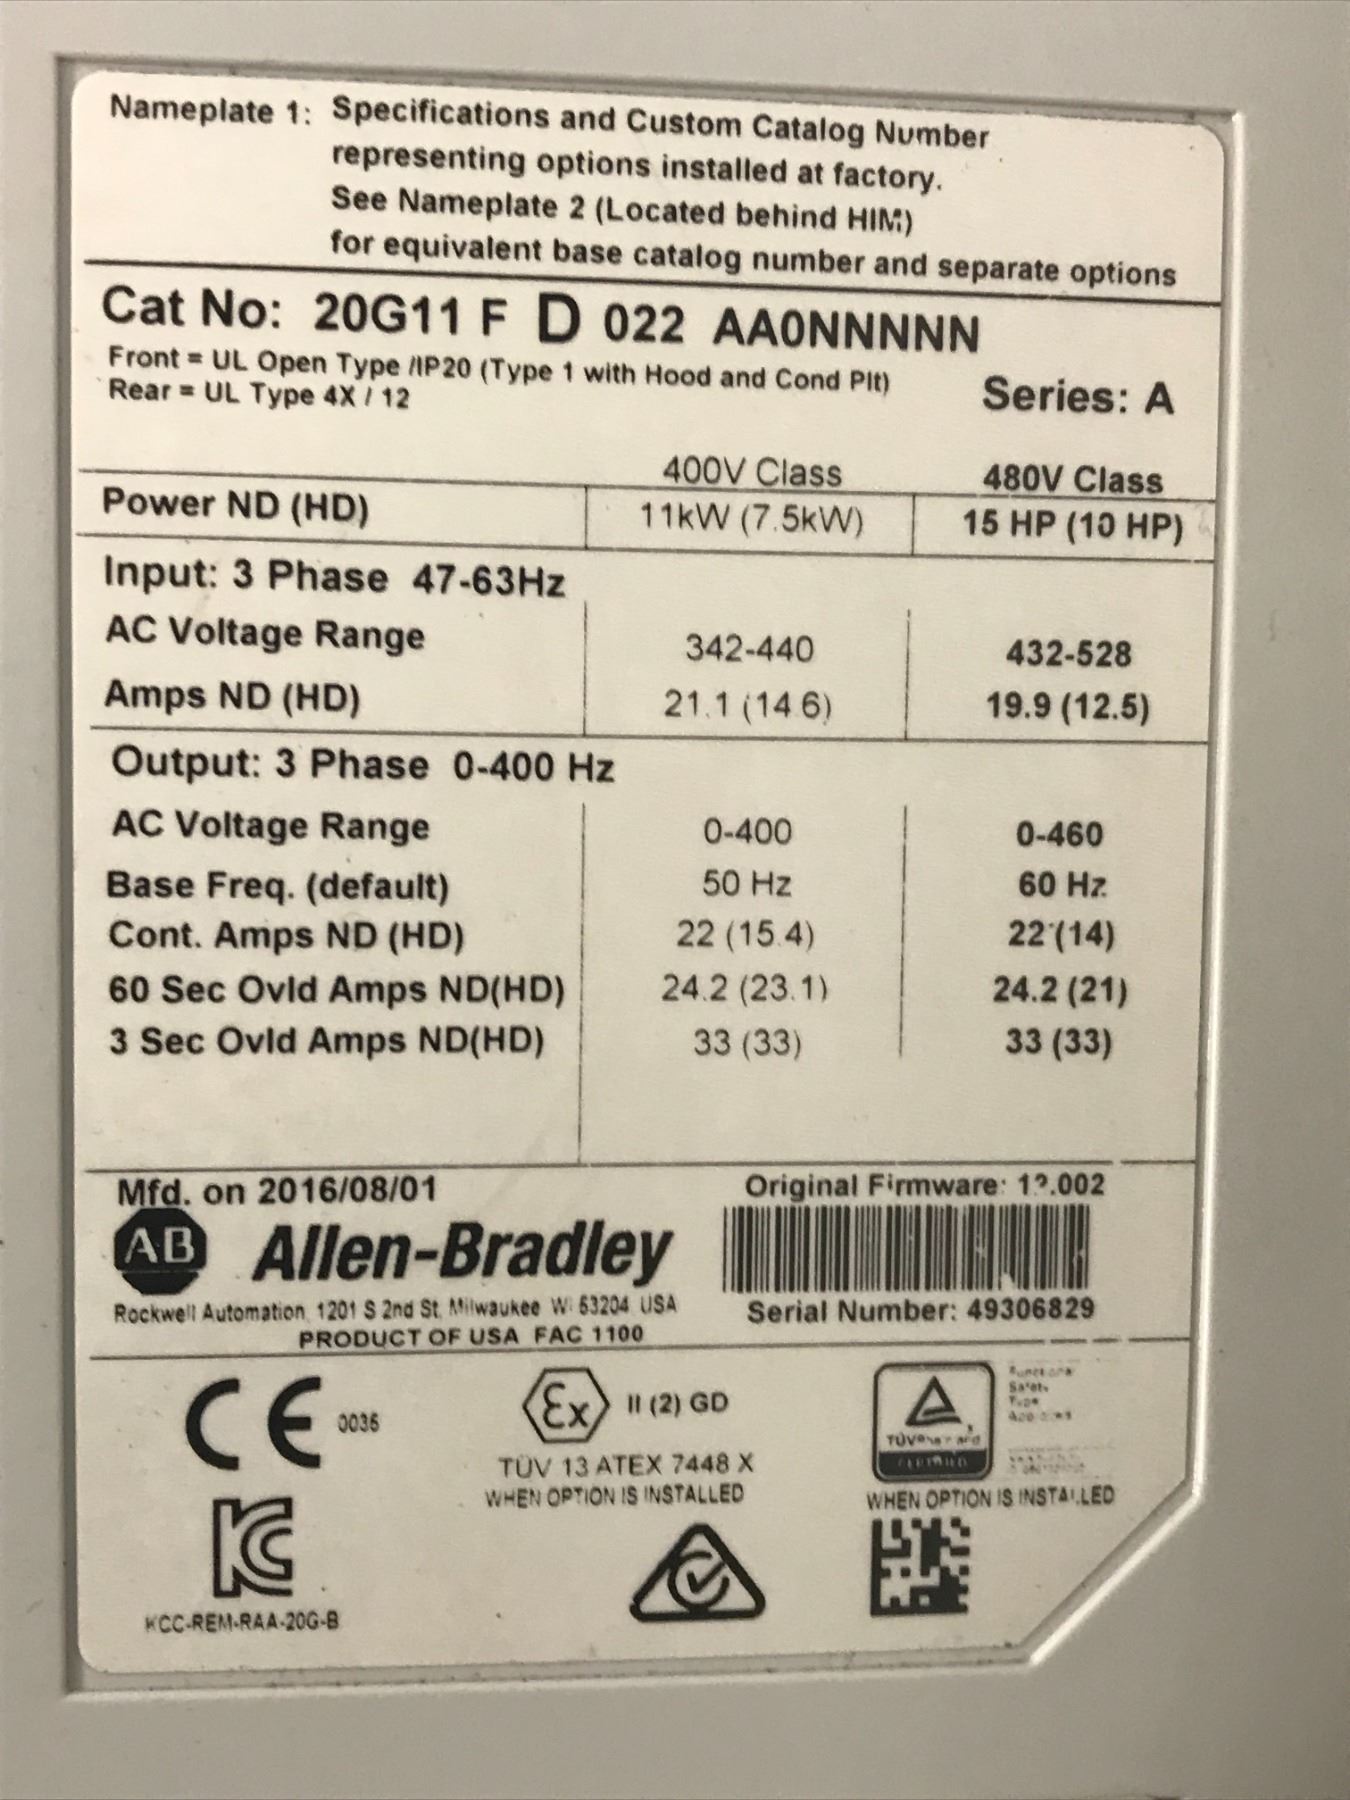 Nameplate 1: Specifications and Custom Catalog Number
representing options installed at factory.
See Nameplate 2 (Located behind HIM)
for equivalent base catalog number and separate options
Cat No: 20G11 F D 022 AA0NNNNN
Front = UL Open Type /IP20 (Type 1 with Hood and Cond Plt)
Rear = UL Type 4X / 12
Series: A
400V Class 480V Class
Power ND (HD) 11kW (7.5kW) 15 HP (10 HP)
Input: 3 Phase 47-63Hz
AC Voltage Range 342-440 432-528
Amps ND (HD) 21.1 (14.6) 19.9 (12.5)
Output: 3 Phase 0-400 Hz
AC Voltage Range 0-400 0-460
Base Freq. (default) 50 Hz 60 Hz
Cont. Amps ND (HD) 22 (15.4) 22 (14)
60 Sec Ovld Amps ND(HD) 24.2 (23.1) 24.2 (21)
3 Sec Ovld Amps ND(HD) 33 (33) 33 (33)
Mfd. on 2016/08/01
Original Firmware:
AB Allen-Bradley
Rockwell Automation 1201 S 2nd St. Milwaukee WI 53204 USA
PRODUCT OF USA FAC 1100
Serial Number: 49306829
CE 0035
Ex II (2) GD
TÜV 13 ATEX 7448 X
WHEN OPTION IS INSTALLED
Functional
Safety
Type
Approved
TÜVRheinland
CERTIFIED
WHEN OPTION IS INSTALLED
KC
KCC-REM-RAA-20G-B